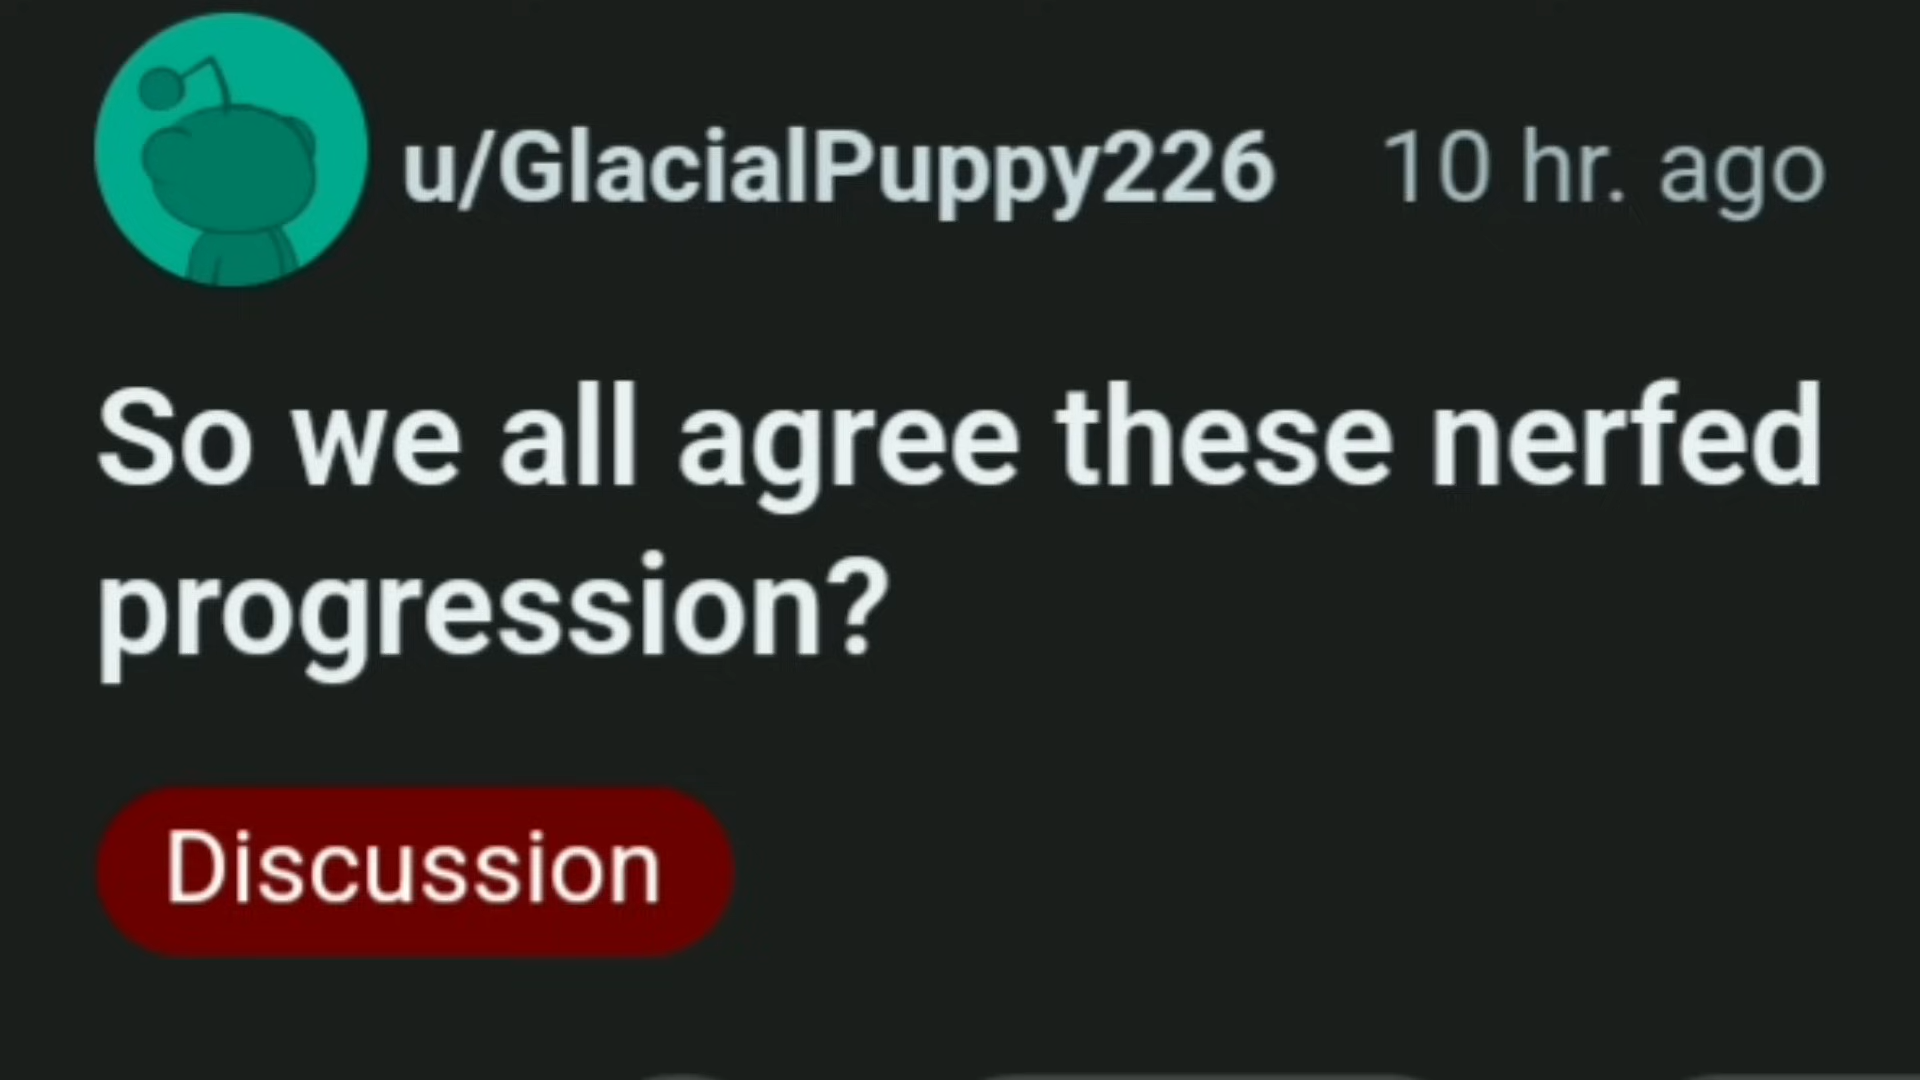 u/GlacialPuppy226 10 hr. ago
So we all agree these nerfed
progression?
Discussion